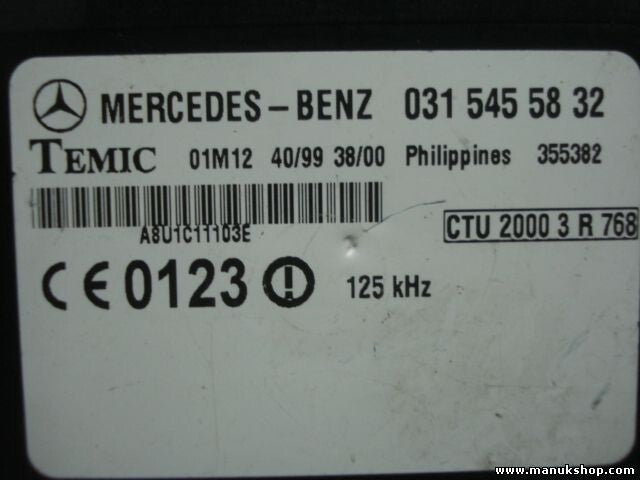 MERCEDES-BENZ 031 545 58 32
TEMIC 01M12 40/99 38/00 Philippines 355382
A8U1C11103E
CTU 2000 3 R 768
CE 0123 125 kHz
www.manukshop.com